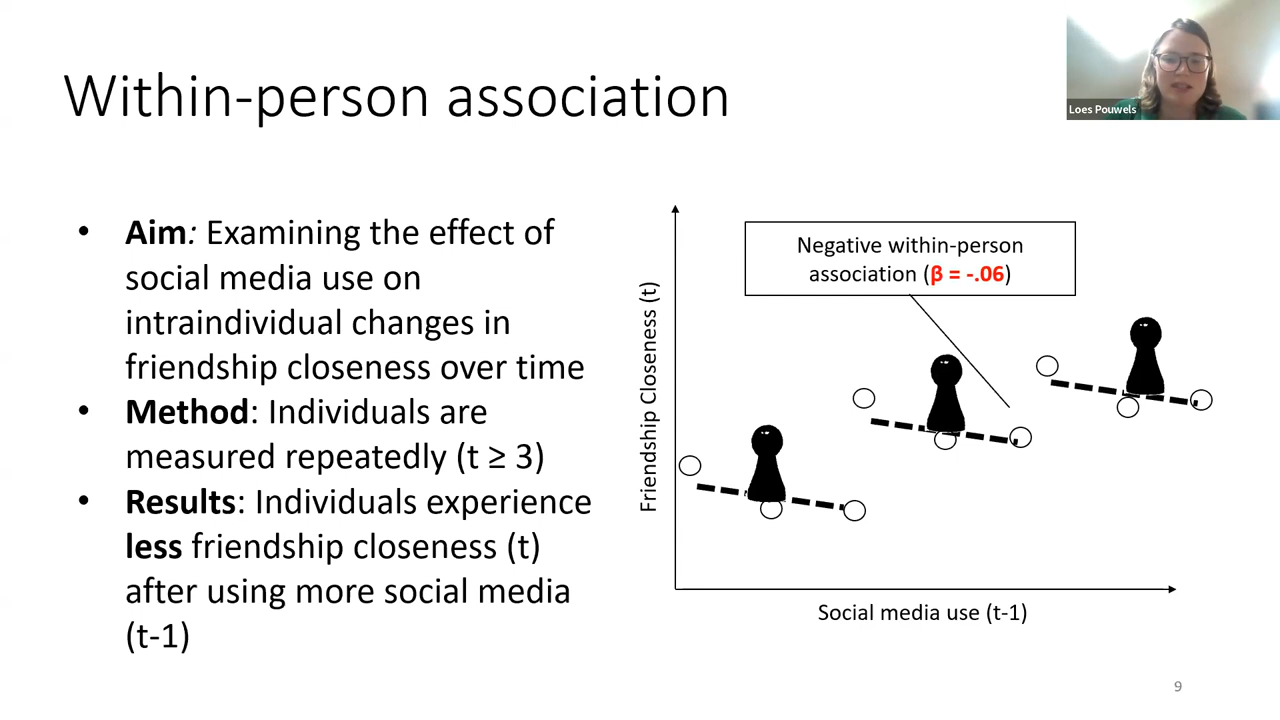 Within-person association
Loes Pouwels
• Aim: Examining the effect of
social media use on
intraindividual changes in
friendship closeness over time
• Method: Individuals are
measured repeatedly (t ≥ 3)
• Results: Individuals experience
less friendship closeness (t)
after using more social media
(t-1)
Negative within-person
association (β = -.06)
Friendship Closeness (t)
Social media use (t-1)
9